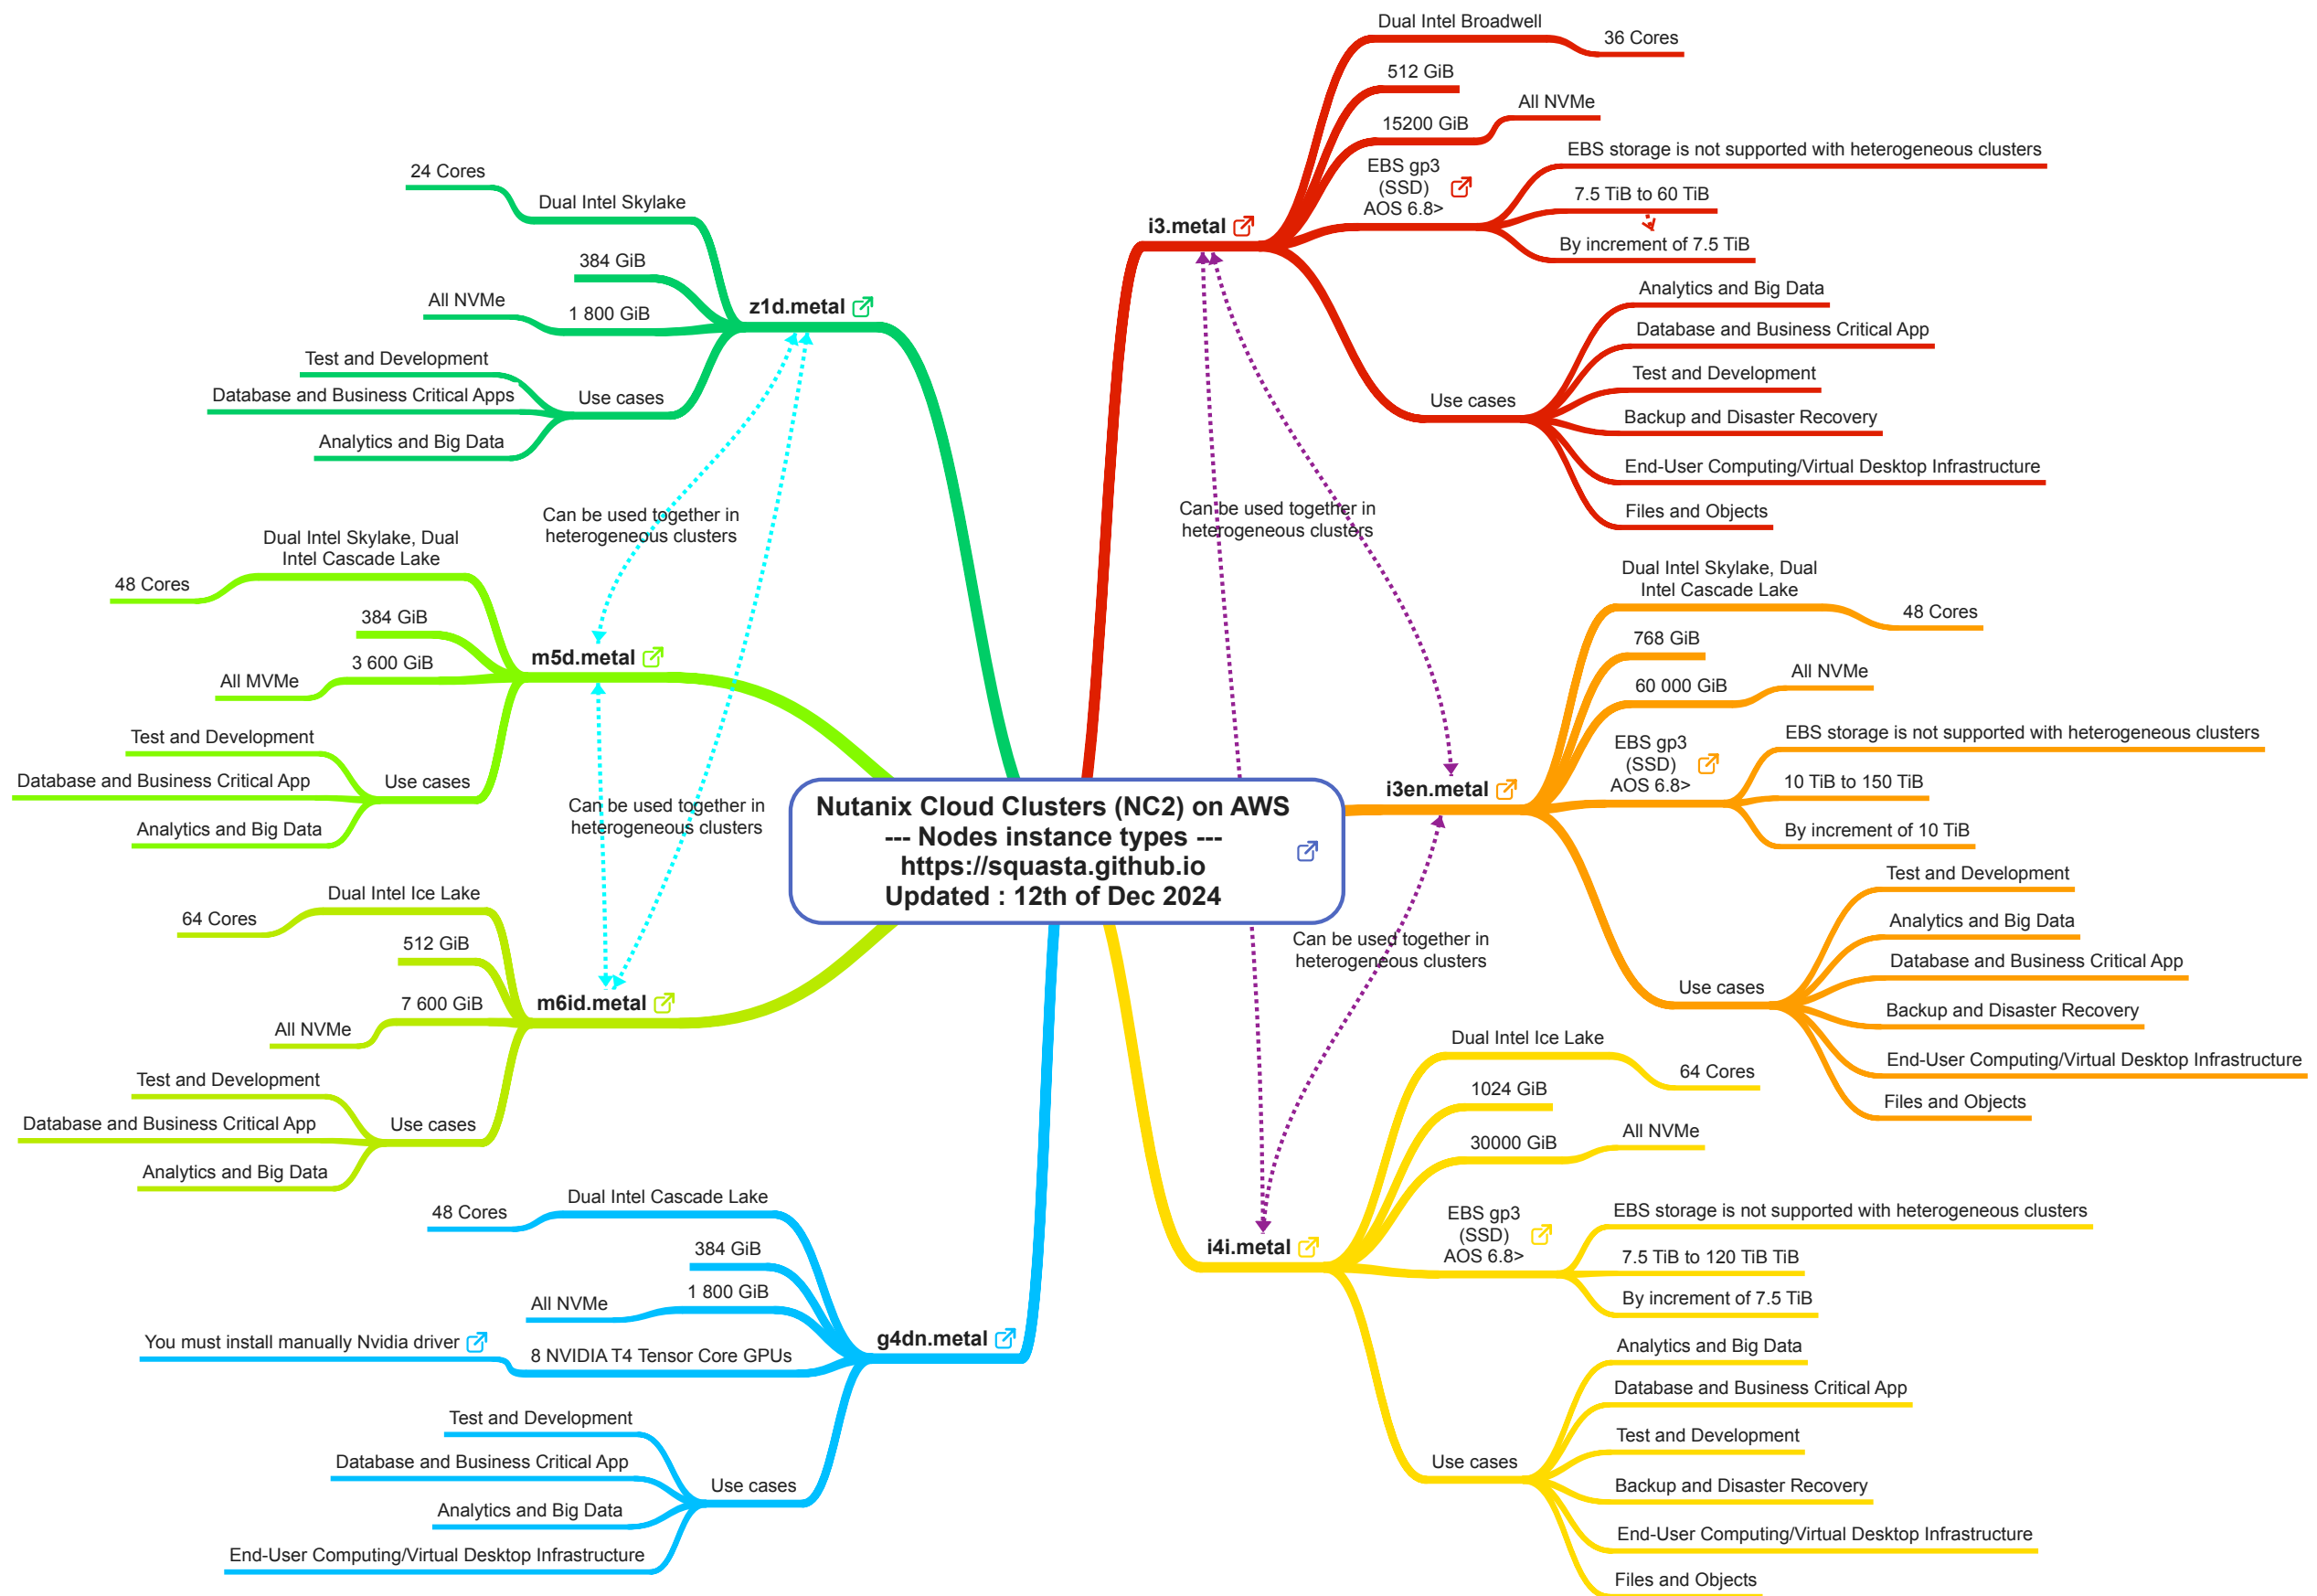 Nutanix Cloud Clusters (NC2) on AWS
--- Nodes instance types ---
https://squasta.github.io
Updated : 12th of Dec 2024
i3.metal
Dual Intel Broadwell
36 Cores
512 GiB
15200 GiB
All NVMe
EBS gp3
(SSD)
AOS 6.8>
EBS storage is not supported with heterogeneous clusters
7.5 TiB to 60 TiB
By increment of 7.5 TiB
Use cases
Analytics and Big Data
Database and Business Critical App
Test and Development
Backup and Disaster Recovery
End-User Computing/Virtual Desktop Infrastructure
Files and Objects
Can be used together in
heterogeneous clusters
i3en.metal
Dual Intel Skylake, Dual
Intel Cascade Lake
48 Cores
768 GiB
60 000 GiB
All NVMe
EBS gp3
(SSD)
AOS 6.8>
EBS storage is not supported with heterogeneous clusters
10 TiB to 150 TiB
By increment of 10 TiB
Use cases
Test and Development
Analytics and Big Data
Database and Business Critical App
Backup and Disaster Recovery
End-User Computing/Virtual Desktop Infrastructure
Files and Objects
Can be used together in
heterogeneous clusters
i4i.metal
Dual Intel Ice Lake
64 Cores
1024 GiB
30000 GiB
All NVMe
EBS gp3
(SSD)
AOS 6.8>
EBS storage is not supported with heterogeneous clusters
7.5 TiB to 120 TiB TiB
By increment of 7.5 TiB
Use cases
Analytics and Big Data
Database and Business Critical App
Test and Development
Backup and Disaster Recovery
End-User Computing/Virtual Desktop Infrastructure
Files and Objects
z1d.metal
Dual Intel Skylake
24 Cores
384 GiB
1 800 GiB
All NVMe
Use cases
Test and Development
Database and Business Critical Apps
Analytics and Big Data
Can be used together in
heterogeneous clusters
m5d.metal
Dual Intel Skylake, Dual
Intel Cascade Lake
48 Cores
384 GiB
3 600 GiB
All MVMe
Use cases
Test and Development
Database and Business Critical App
Analytics and Big Data
Can be used together in
heterogeneous clusters
m6id.metal
Dual Intel Ice Lake
64 Cores
512 GiB
7 600 GiB
All NVMe
Use cases
Test and Development
Database and Business Critical App
Analytics and Big Data
g4dn.metal
Dual Intel Cascade Lake
48 Cores
384 GiB
1 800 GiB
All NVMe
8 NVIDIA T4 Tensor Core GPUs
You must install manually Nvidia driver
Use cases
Test and Development
Database and Business Critical App
Analytics and Big Data
End-User Computing/Virtual Desktop Infrastructure